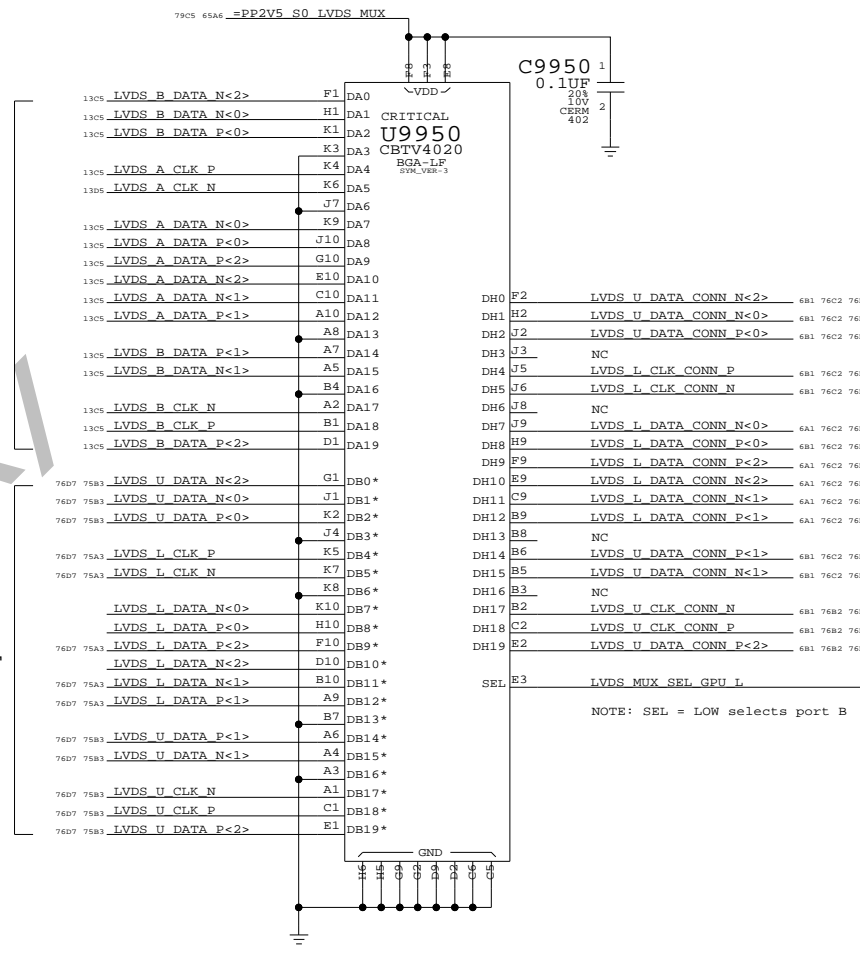 79C5 65A6 =PP2V5_S0_LVDS_MUX
F8 F3 E8
VDD
C9950 1
0.1UF
20%
10V
CERM
402
2
CRITICAL
U9950
CBTV4020
BGA-LF
SYM_VER-3
13C5 LVDS_B_DATA_N<2> F1 DA0
13C5 LVDS_B_DATA_N<0> H1 DA1
13C5 LVDS_B_DATA_P<0> K1 DA2
K3 DA3
13C5 LVDS_A_CLK_P K4 DA4
13D5 LVDS_A_CLK_N K6 DA5
J7 DA6
13C5 LVDS_A_DATA_N<0> K9 DA7
13C5 LVDS_A_DATA_P<0> J10 DA8
13C5 LVDS_A_DATA_P<2> G10 DA9
13C5 LVDS_A_DATA_N<2> E10 DA10
13C5 LVDS_A_DATA_N<1> C10 DA11
13C5 LVDS_A_DATA_P<1> A10 DA12
A8 DA13
13C5 LVDS_B_DATA_P<1> A7 DA14
13C5 LVDS_B_DATA_N<1> A5 DA15
B4 DA16
13C5 LVDS_B_CLK_N A2 DA17
13C5 LVDS_B_CLK_P B1 DA18
13C5 LVDS_B_DATA_P<2> D1 DA19
76D7 75B3 LVDS_U_DATA_N<2> G1 DB0*
76D7 75B3 LVDS_U_DATA_N<0> J1 DB1*
76D7 75B3 LVDS_U_DATA_P<0> K2 DB2*
J4 DB3*
76D7 75A3 LVDS_L_CLK_P K5 DB4*
76D7 75A3 LVDS_L_CLK_N K7 DB5*
K8 DB6*
LVDS_L_DATA_N<0> K10 DB7*
LVDS_L_DATA_P<0> H10 DB8*
76D7 75A3 LVDS_L_DATA_P<2> F10 DB9*
LVDS_L_DATA_N<2> D10 DB10*
76D7 75A3 LVDS_L_DATA_N<1> B10 DB11*
76D7 75A3 LVDS_L_DATA_P<1> A9 DB12*
B7 DB13*
76D7 75B3 LVDS_U_DATA_P<1> A6 DB14*
76D7 75B3 LVDS_U_DATA_N<1> A4 DB15*
A3 DB16*
76D7 75B3 LVDS_U_CLK_N A1 DB17*
76D7 75B3 LVDS_U_CLK_P C1 DB18*
76D7 75B3 LVDS_U_DATA_P<2> E1 DB19*
DH0 F2 LVDS_U_DATA_CONN_N<2> 6B1 76C2
DH1 H2 LVDS_U_DATA_CONN_N<0> 6B1 76C2
DH2 J2 LVDS_U_DATA_CONN_P<0> 6B1 76C2
DH3 J3 NC
DH4 J5 LVDS_L_CLK_CONN_P 6B1 76C2
DH5 J6 LVDS_L_CLK_CONN_N 6B1 76C2
DH6 J8 NC
DH7 J9 LVDS_L_DATA_CONN_N<0> 6A1 76C2
DH8 H9 LVDS_L_DATA_CONN_P<0> 6B1 76C2
DH9 F9 LVDS_L_DATA_CONN_P<2> 6A1 76C2
DH10 E9 LVDS_L_DATA_CONN_N<2> 6A1 76C2
DH11 C9 LVDS_L_DATA_CONN_N<1> 6A1 76C2
DH12 B9 LVDS_L_DATA_CONN_P<1> 6A1 76C2
DH13 B8 NC
DH14 B6 LVDS_U_DATA_CONN_P<1> 6B1 76C2
DH15 B5 LVDS_U_DATA_CONN_N<1> 6B1 76C2
DH16 B3 NC
DH17 B2 LVDS_U_CLK_CONN_N 6B1 76B2
DH18 C2 LVDS_U_CLK_CONN_P 6B1 76B2
DH19 E2 LVDS_U_DATA_CONN_P<2> 6B1 76B2
SEL E3 LVDS_MUX_SEL_GPU_L
NOTE: SEL = LOW selects port B
GND
H6 H5 G9 G2 D9 D2 C6 C5